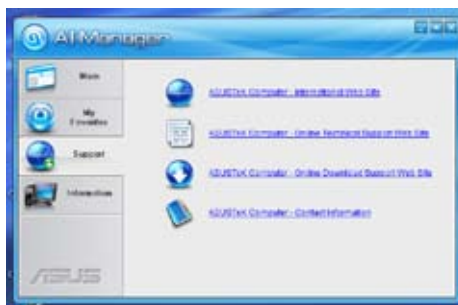 AI Manager
Main
My
Favorites
Support
Information
ASUS
ASUSTeK Computer - International Web Site
ASUSTeK Computer - Online Technical Support Web Site
ASUSTeK Computer - Online Download Support Web Site
ASUSTeK Computer - Contact Information